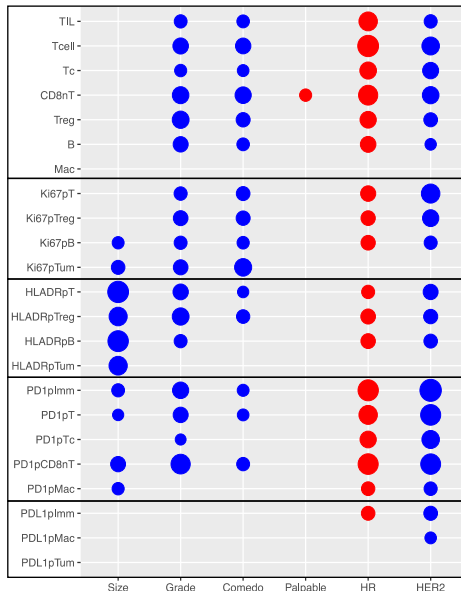 TIL
Tcell
Tc
CD8nT
Treg
B
Mac
Ki67pT
Ki67pTreg
Ki67pB
Ki67pTum
HLADRpT
HLADRpTreg
HLADRpB
HLADRpTum
PD1pImm
PD1pT
PD1pTc
PD1pCD8nT
PD1pMac
PDL1pImm
PDL1pMac
PDL1pTum
Size Grade Comedo Palpable HR HER2